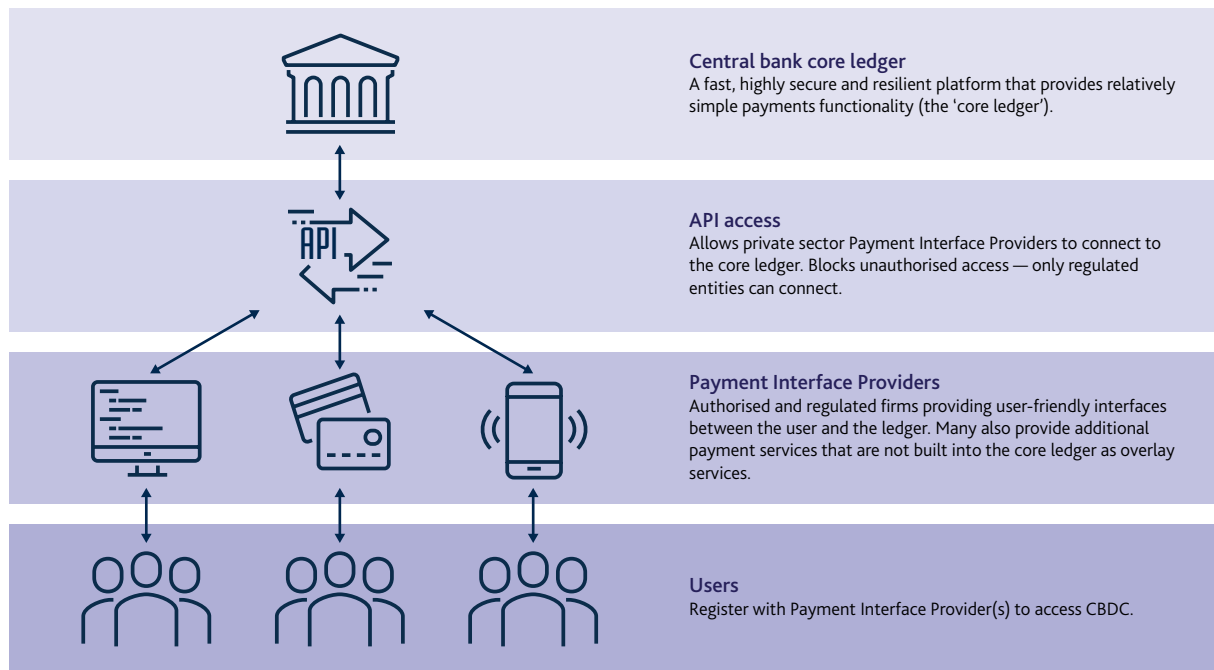 Central bank core ledger
A fast, highly secure and resilient platform that provides relatively
simple payments functionality (the ‘core ledger’).
API
API access
Allows private sector Payment Interface Providers to connect to
the core ledger. Blocks unauthorised access — only regulated
entities can connect.
Payment Interface Providers
Authorised and regulated firms providing user-friendly interfaces
between the user and the ledger. Many also provide additional
payment services that are not built into the core ledger as overlay
services.
Users
Register with Payment Interface Provider(s) to access CBDC.